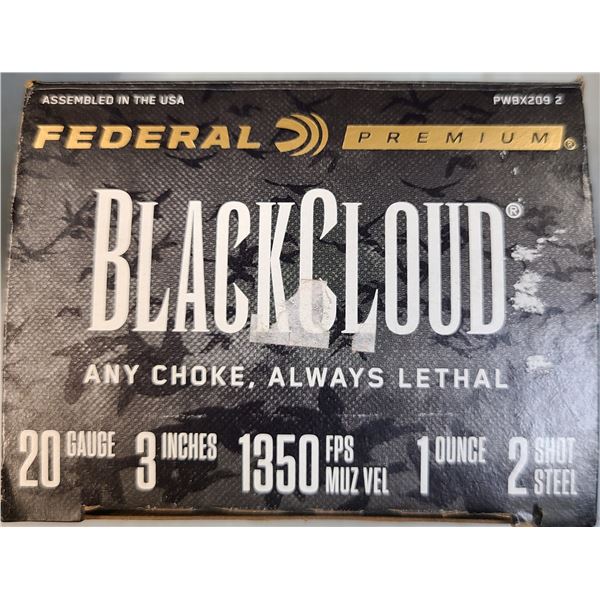 ASSEMBLED IN THE USA PWBX209 2
FEDERAL PREMIUM®
BLACKCLOUD®
ANY CHOKE, ALWAYS LETHAL
20 GAUGE 3 INCHES 1350 FPS MUZ VEL 1 OUNCE 2 SHOT STEEL